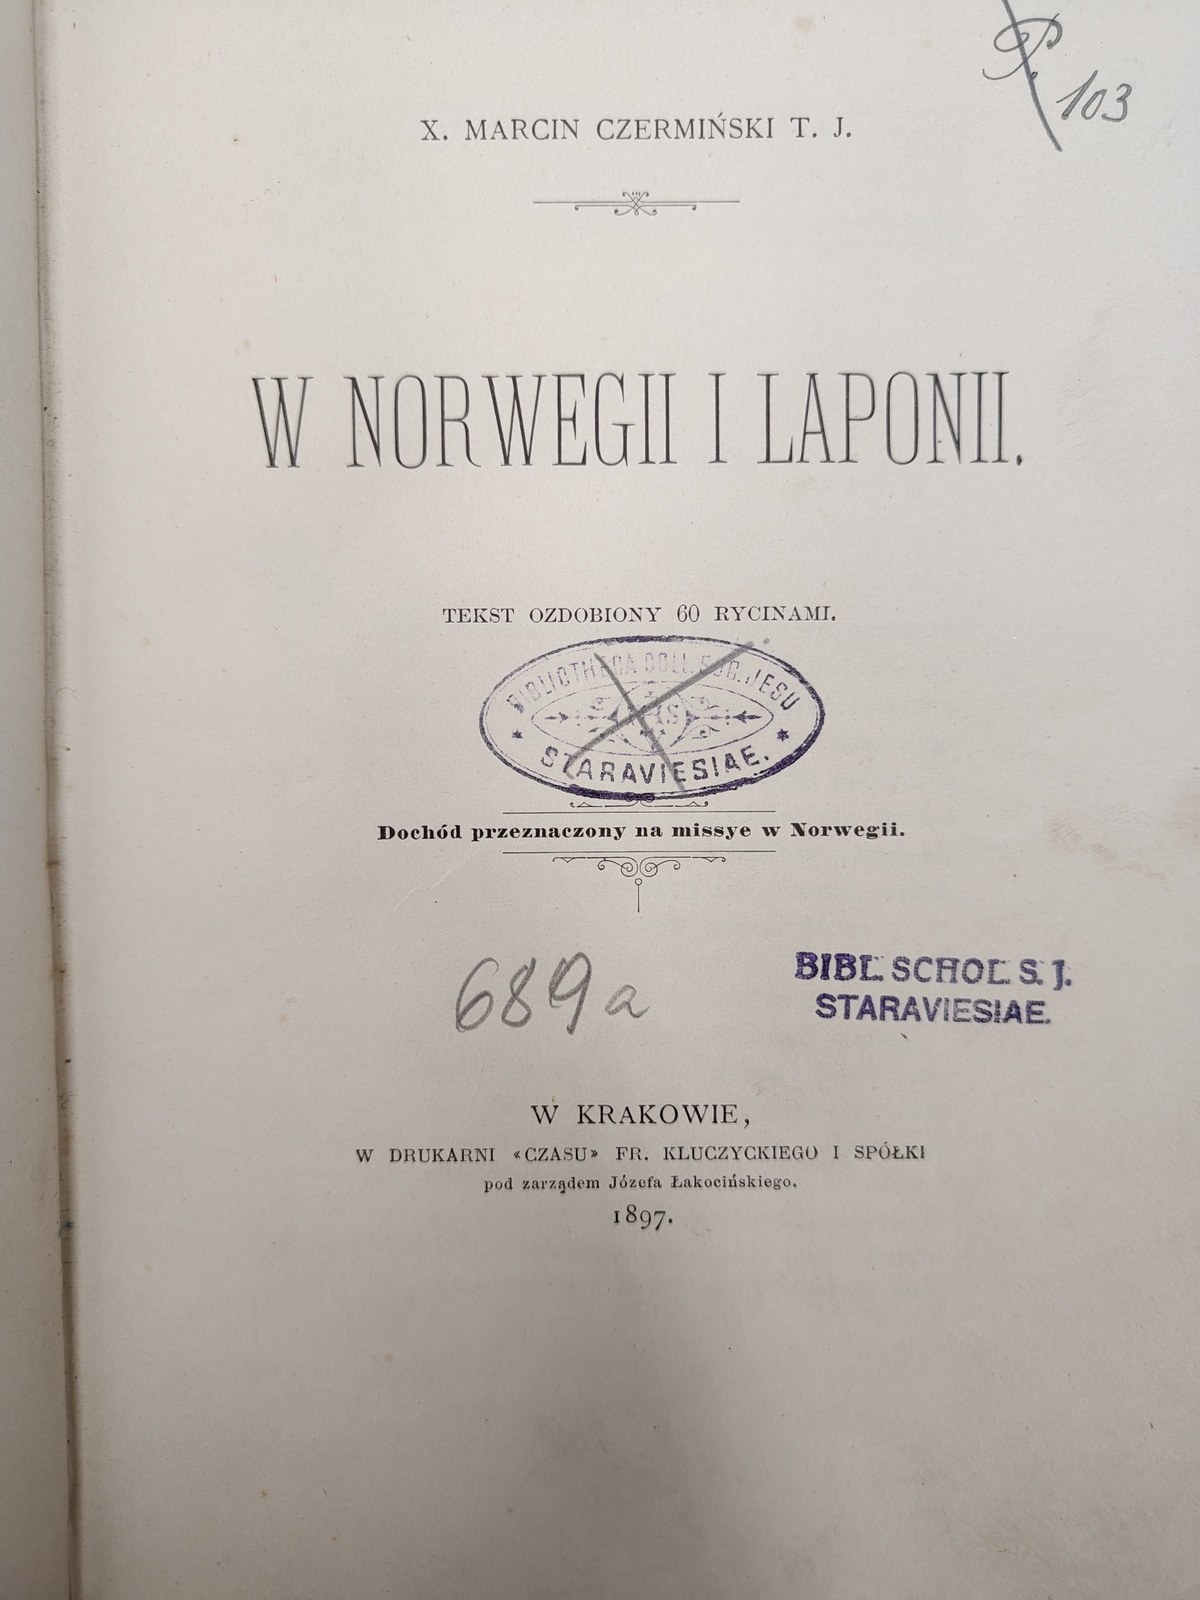 P. 103
X. MARCIN CZERMIŃSKI T. J.
W NORWEGII I LAPONII.
TEKST OZDOBIONY 60 RYCINAMI.
BIBLIOTHECA COLL. SOC. JESU
STARAVIESIAE.
Dochód przeznaczony na missye w Norwegii.
689a
BIBL. SCHOL. S. J.
STARAVIESIAE.
W KRAKOWIE,
W DRUKARNI «CZASU» FR. KLUCZYCKIEGO I SPÓŁKI
pod zarządem Józefa Łakocińskiego.
1897.